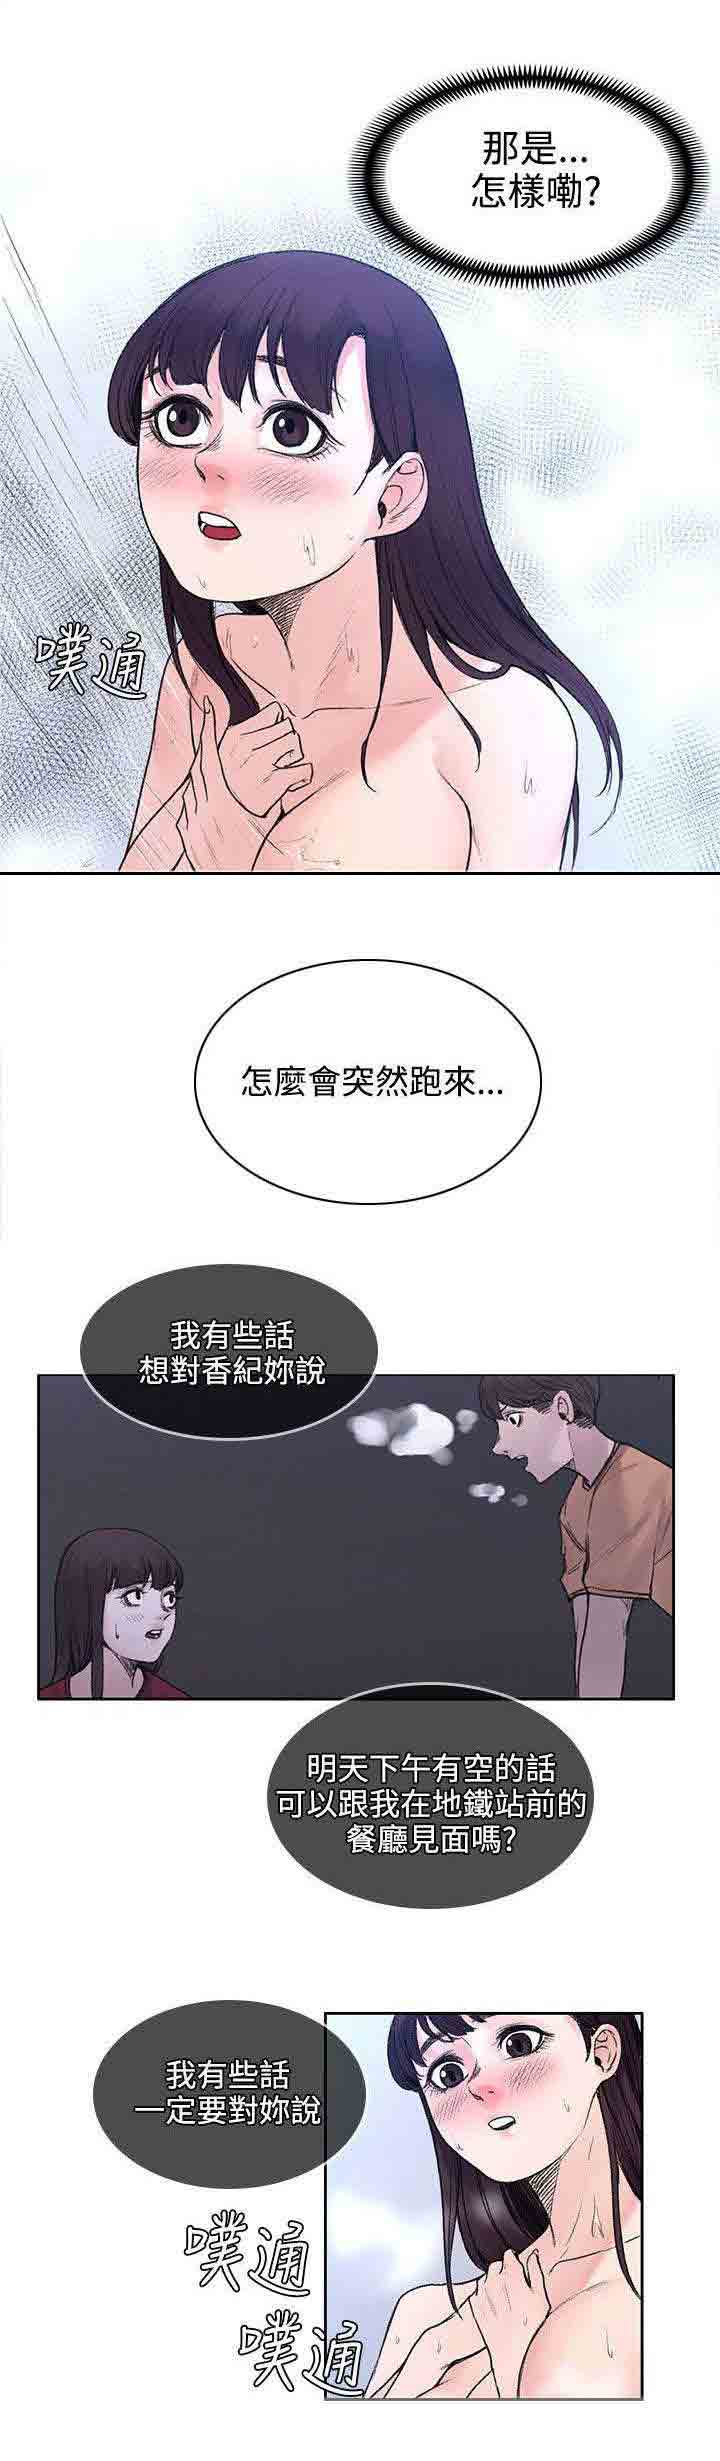 那是…
怎樣嘞?
噗通
怎麼會突然跑來…
我有些話
想對香紀妳說
明天下午有空的話
可以跟我在地鐵站前的
餐廳見面嗎?
我有些話
一定要對妳說
噗通
噗通